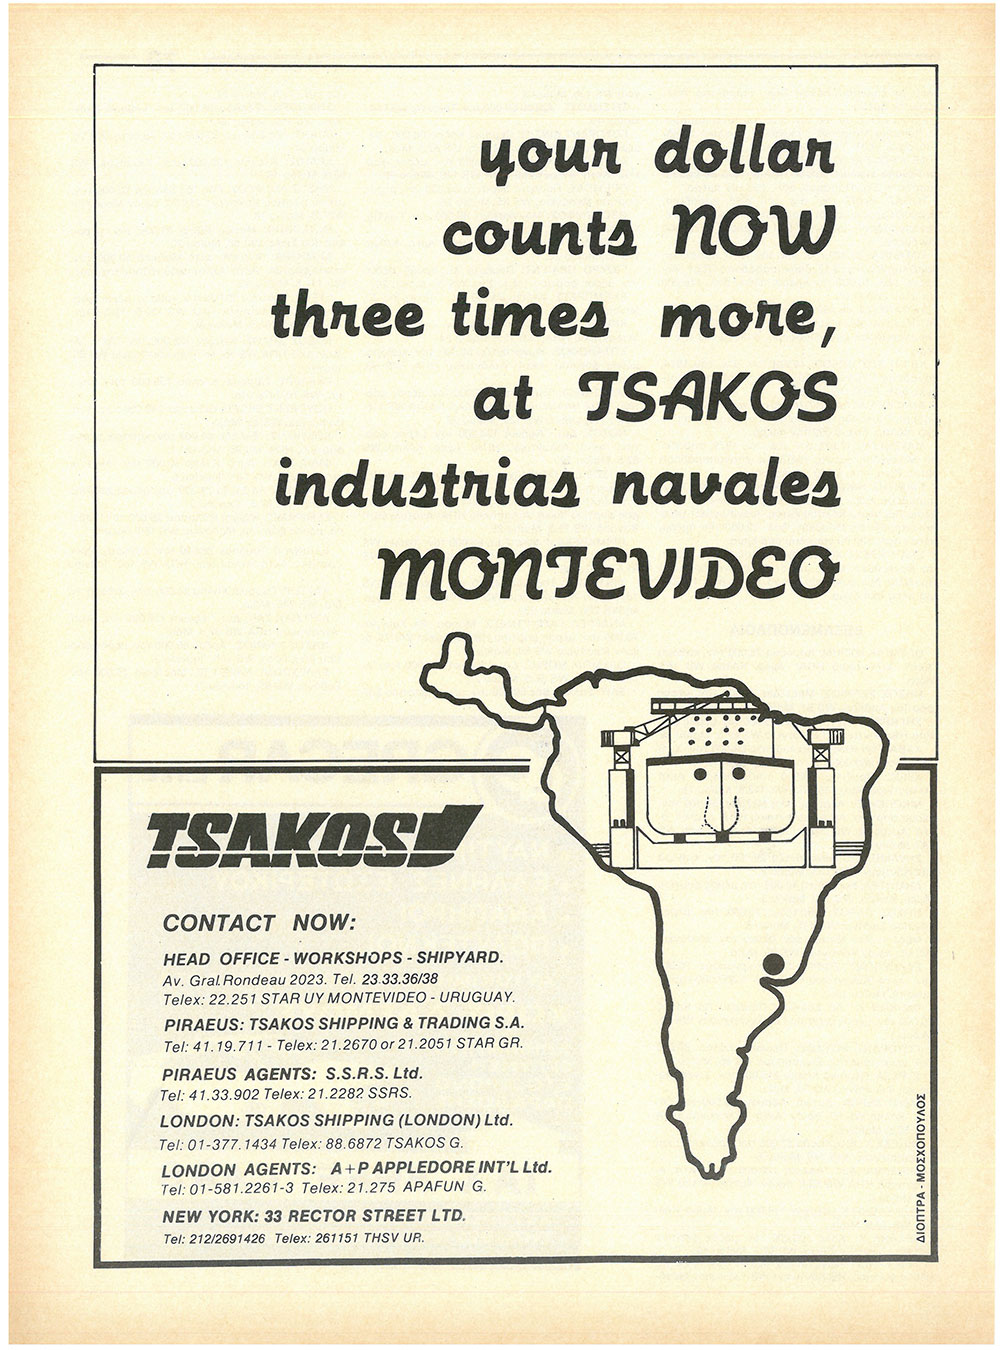 your dollar
counts NOW
three times more,
at TSAKOS
industrias navales
MONTEVIDEO
TSAKOS
CONTACT NOW:
HEAD OFFICE - WORKSHOPS - SHIPYARD.
Av. Gral. Rondeau 2023. Tel. 23.33.36/38
Telex: 22.251 STAR UY MONTEVIDEO - URUGUAY.
PIRAEUS: TSAKOS SHIPPING & TRADING S.A.
Tel: 41.19.711 - Telex: 21.2670 or 21.2051 STAR GR.
PIRAEUS AGENTS: S.S.R.S. Ltd.
Tel: 41.33.902 Telex: 21.2282 SSRS.
LONDON: TSAKOS SHIPPING (LONDON) Ltd.
Tel: 01-377.1434 Telex: 88.6872 TSAKOS G.
LONDON AGENTS: A+P APPLEDORE INT'L Ltd.
Tel: 01-581.2261-3 Telex: 21.275 APAFUN G.
NEW YORK: 33 RECTOR STREET LTD.
Tel: 212/2691426 Telex: 261151 THSV UR.
ΔΙΟΠΤΡΑ - ΜΟΣΧΟΠΟΥΛΟΣ